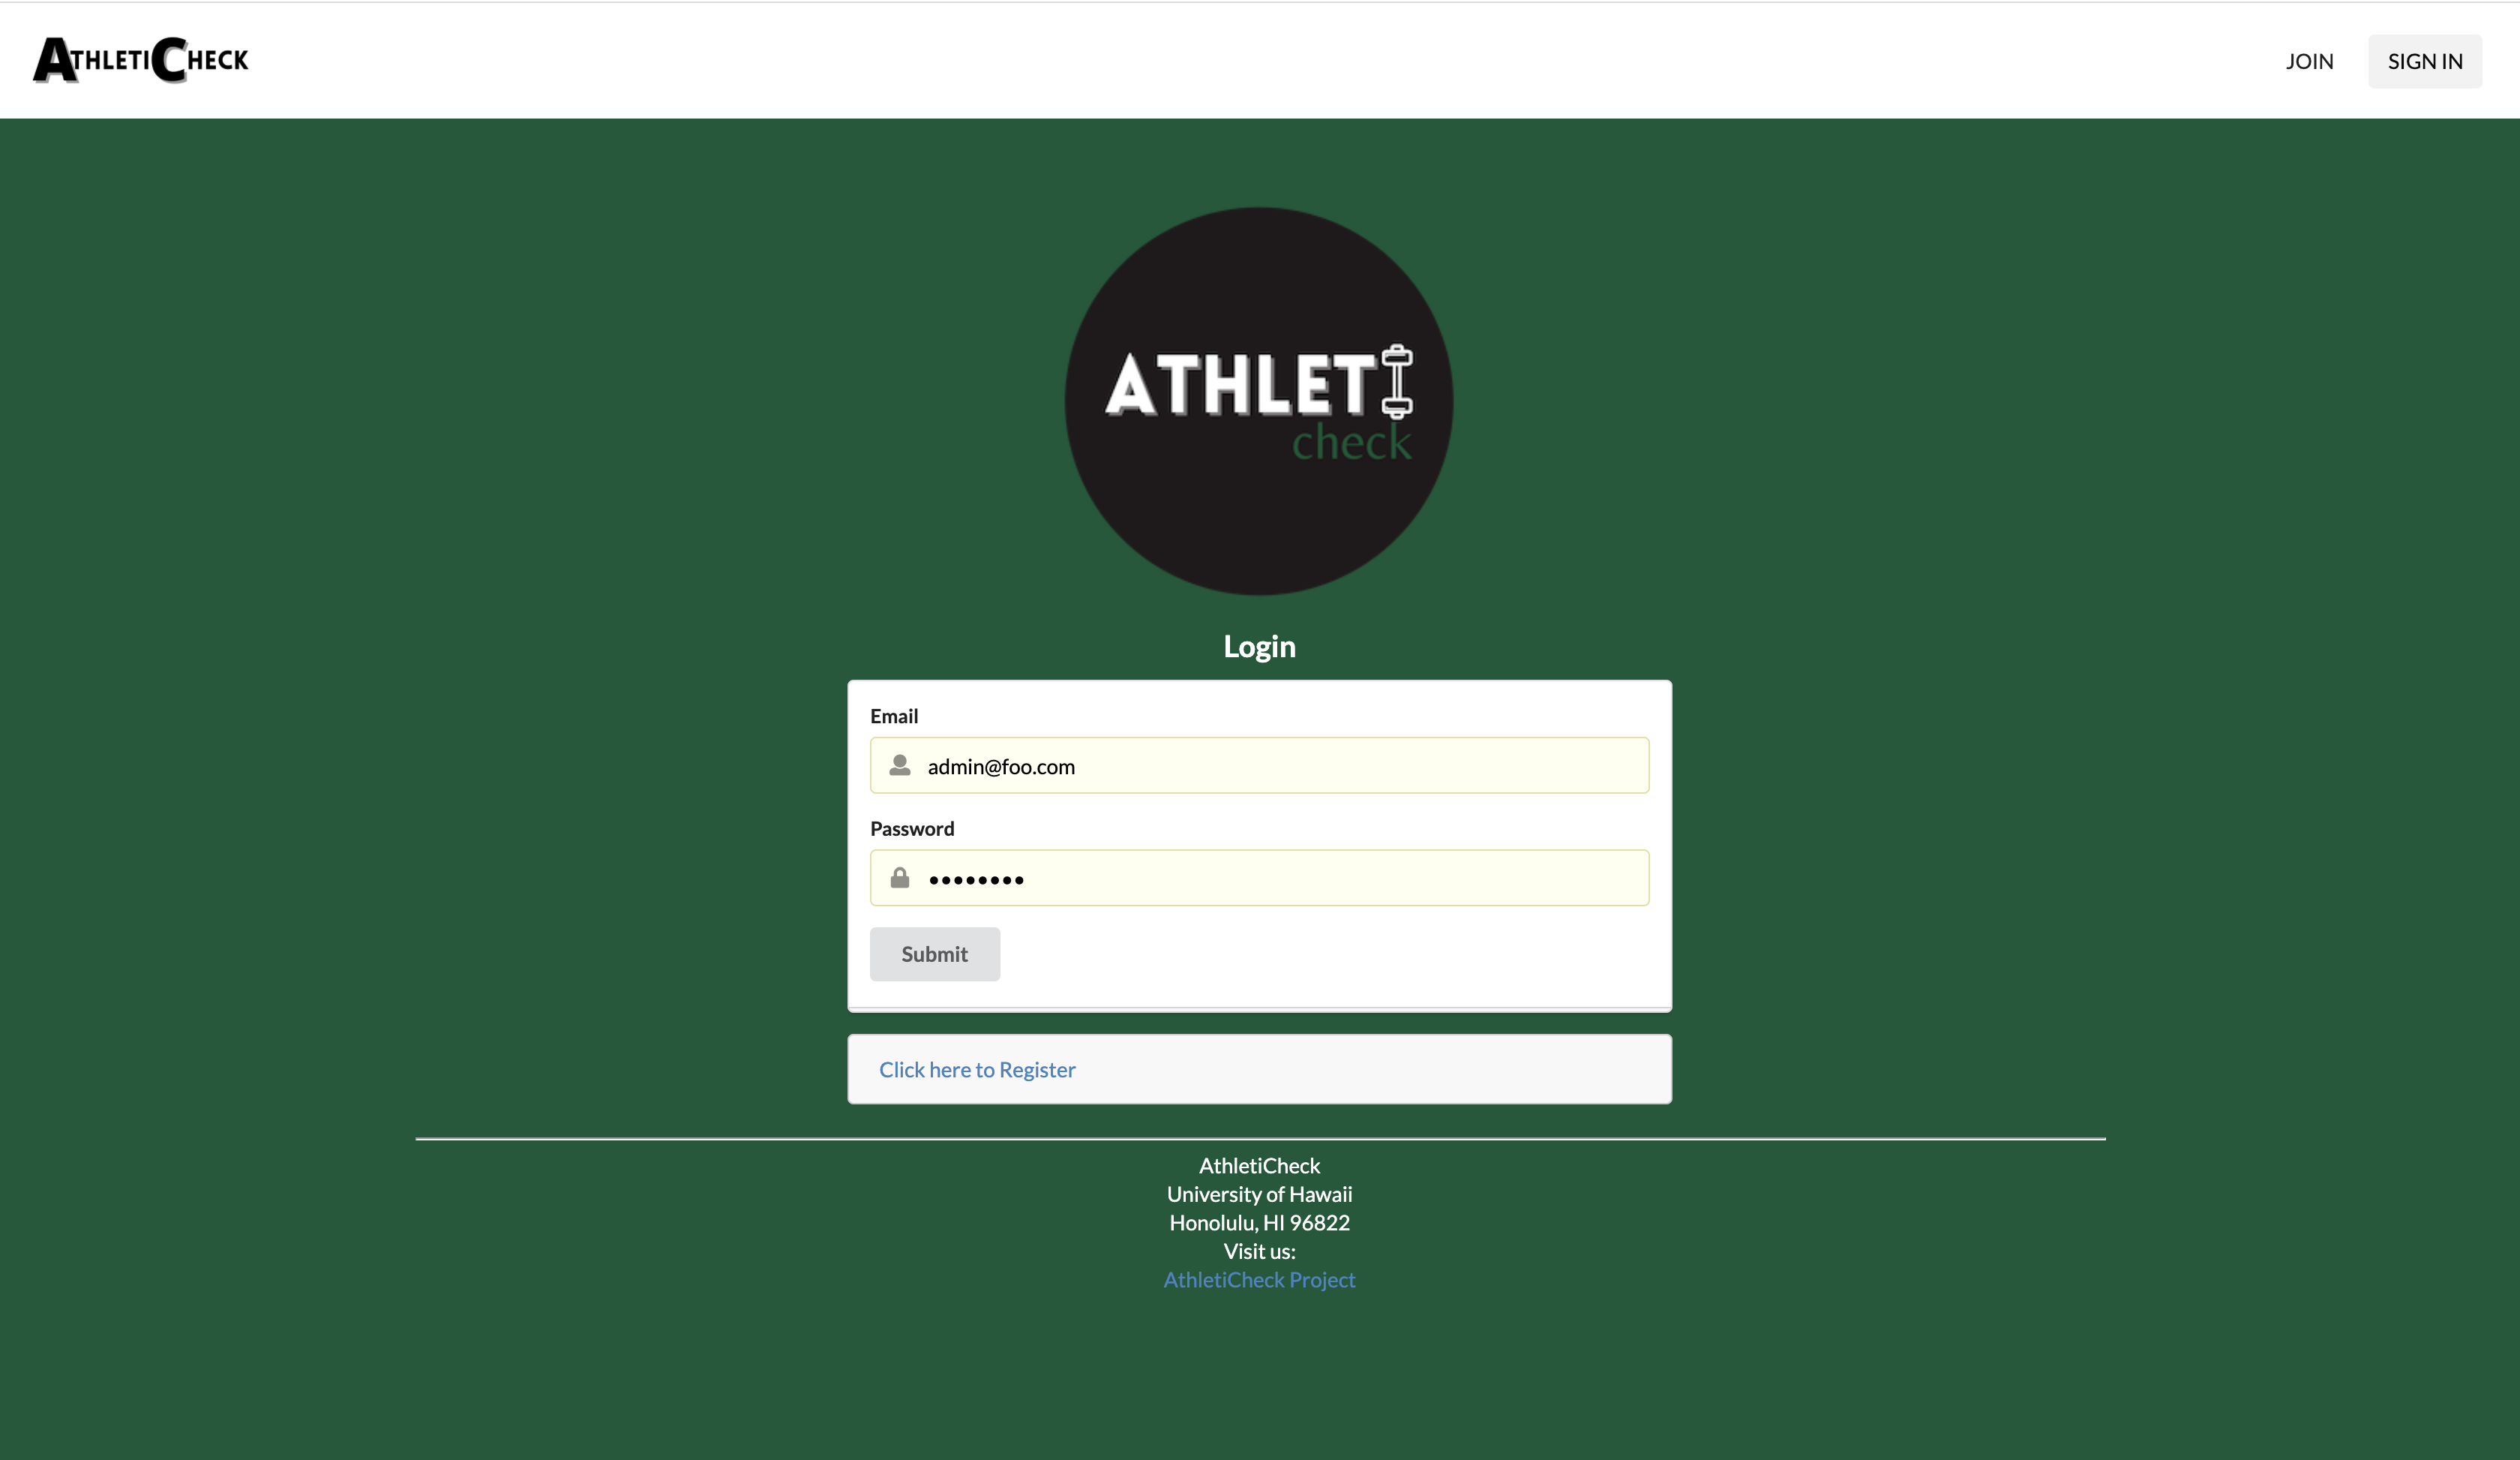 ATHLETICHECK
JOIN
SIGN IN
ATHLETI
check
Login
Email
admin@foo.com
Password
••••••••
Submit
Click here to Register
AthletiCheck
University of Hawaii
Honolulu, HI 96822
Visit us:
AthletiCheck Project